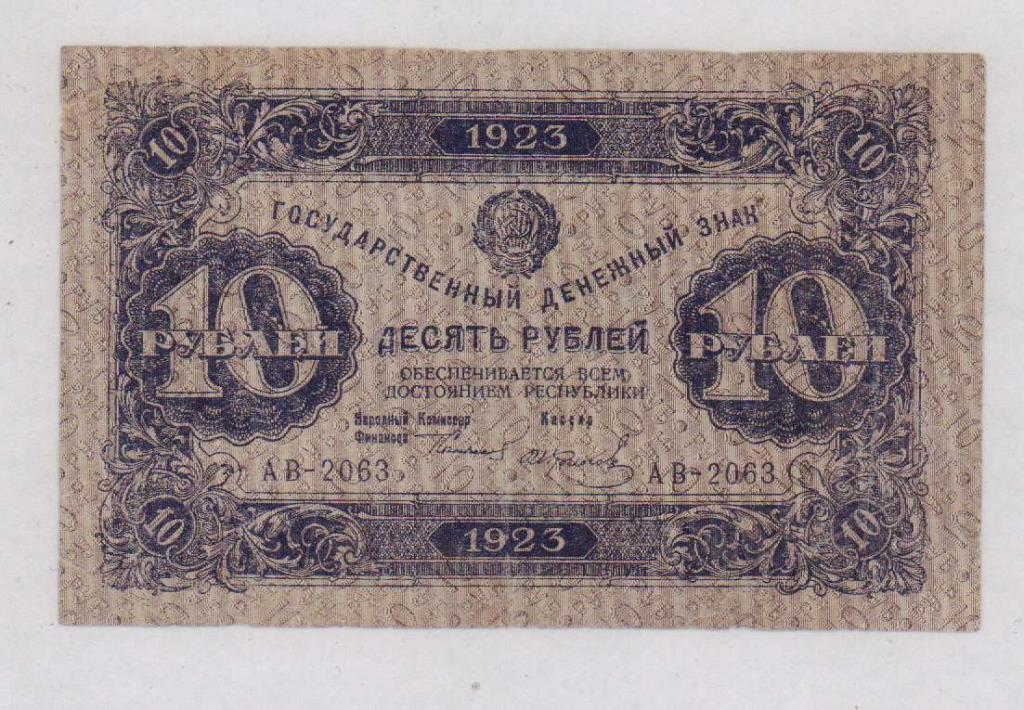 1923
10 10
ГОСУДАРСТВЕННЫЙ ДЕНЕЖНЫЙ ЗНАК
10 10
РУБЛЕЙ РУБЛЕЙ
ДЕСЯТЬ РУБЛЕЙ
ОБЕСПЕЧИВАЕТСЯ ВСЕМ
ДОСТОЯНИЕМ РЕСПУБЛИКИ
Народный Комиссар Кассир
Финансов
АВ-2063 АВ-2063
10 10
1923